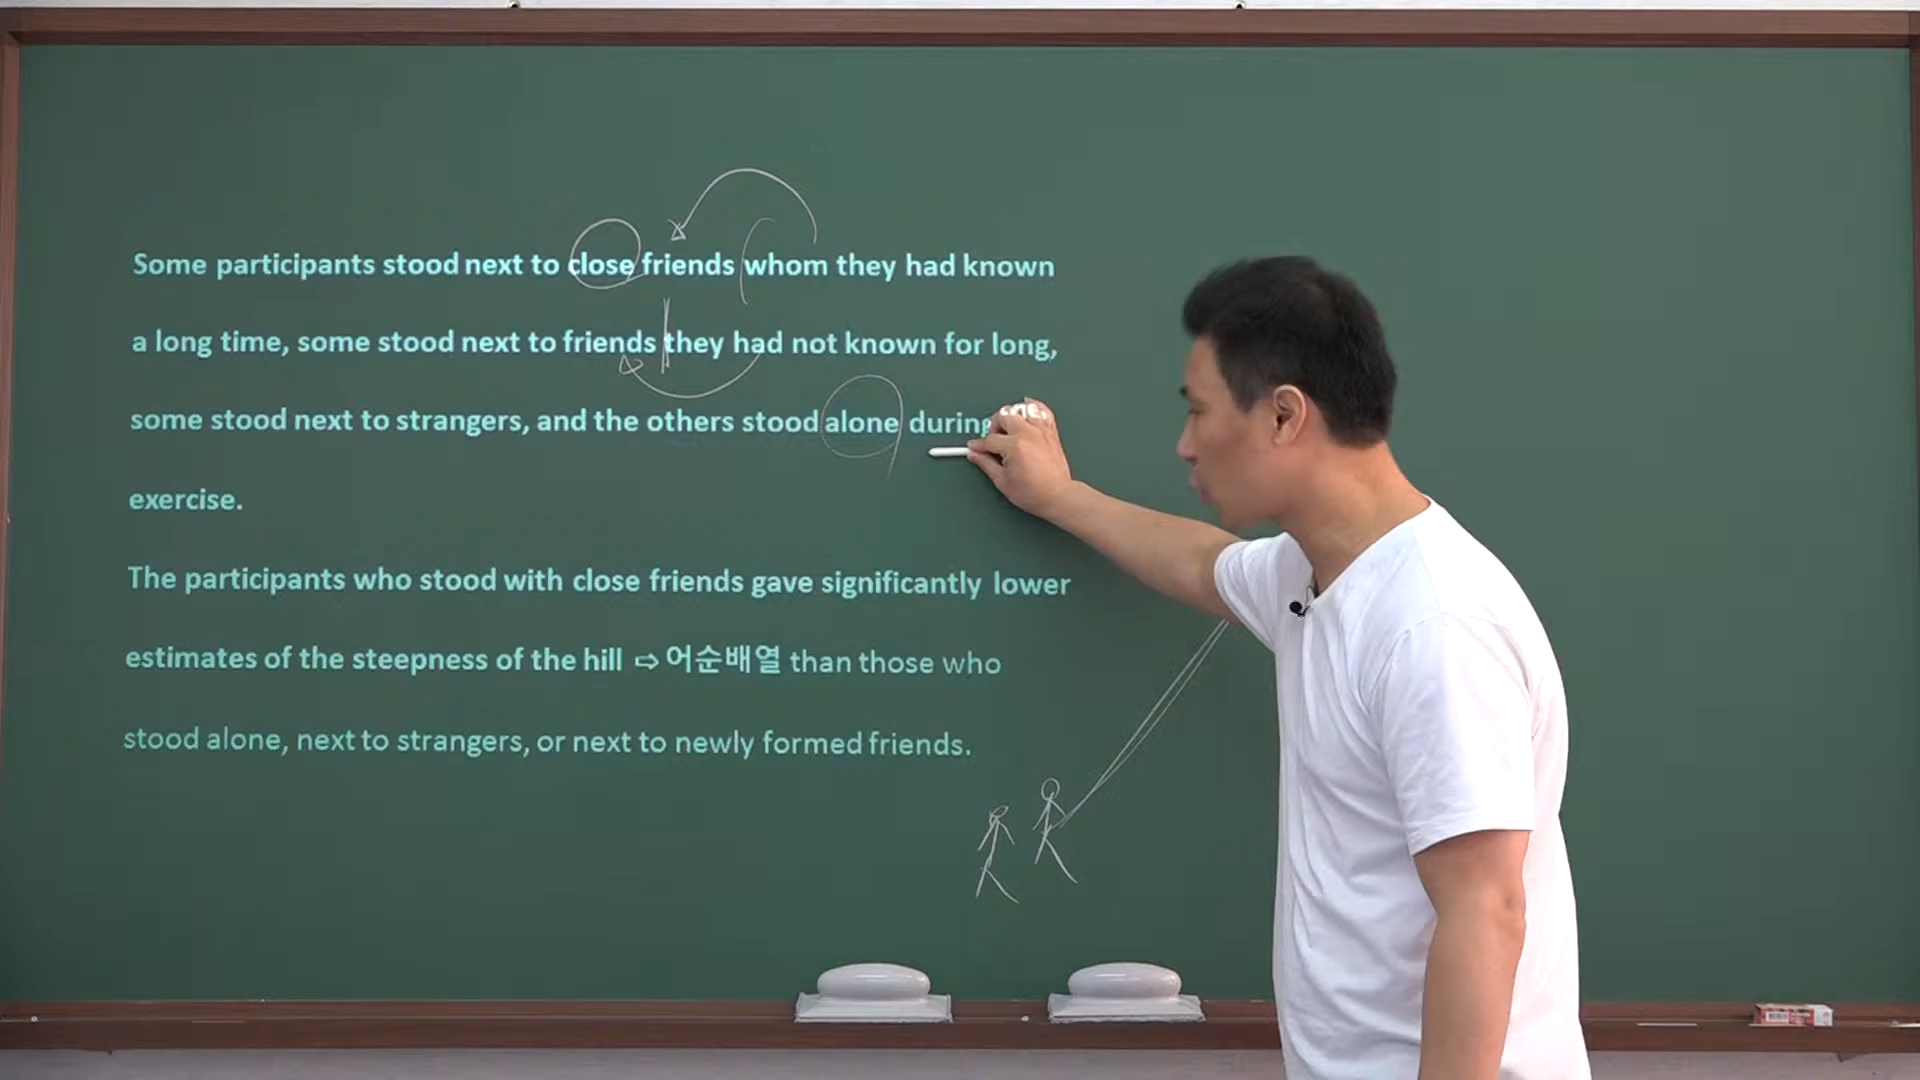 Some participants stood next to close friends whom they had known
a long time, some stood next to friends they had not known for long,
some stood next to strangers, and the others stood alone during
exercise.
The participants who stood with close friends gave significantly lower
estimates of the steepness of the hill ⇨ 어순배열 than those who
stood alone, next to strangers, or next to newly formed friends.